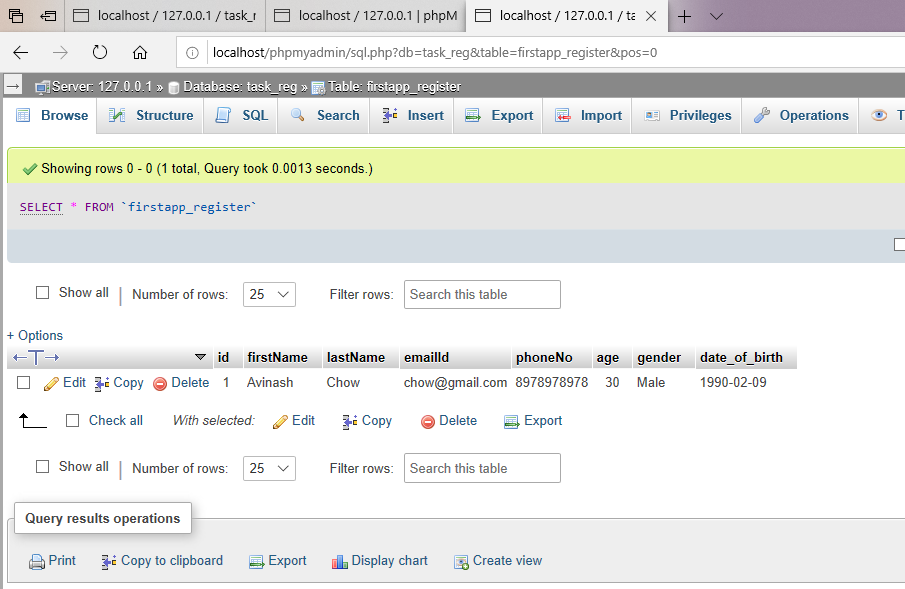 localhost / 127.0.0.1 / task_r localhost / 127.0.0.1 | phpM localhost / 127.0.0.1 / ta
localhost/phpmyadmin/sql.php?db=task_reg&table=firstapp_register&pos=0
Server: 127.0.0.1 » Database: task_reg » Table: firstapp_register
Browse Structure SQL Search Insert Export Import Privileges Operations T
Showing rows 0 - 0 (1 total, Query took 0.0013 seconds.)
SELECT * FROM `firstapp_register`
Show all | Number of rows: 25 Filter rows: Search this table
+ Options
←T→ id firstName lastName emailId phoneNo age gender date_of_birth
Edit Copy Delete 1 Avinash Chow chow@gmail.com 8978978978 30 Male 1990-02-09
Check all With selected: Edit Copy Delete Export
Show all | Number of rows: 25 Filter rows: Search this table
Query results operations
Print Copy to clipboard Export Display chart Create view